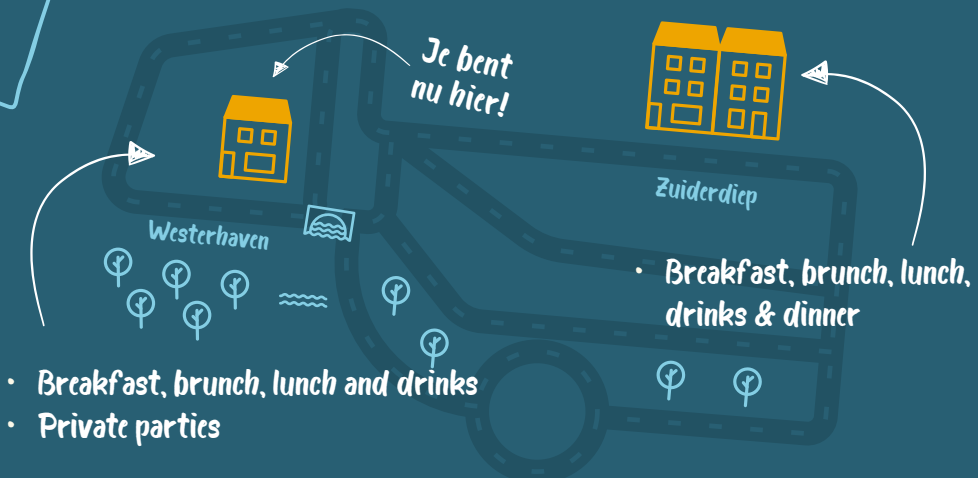 Je bent
nu hier!
Zuiderdiep
Westerhaven
• Breakfast, brunch, lunch,
drinks & dinner
• Breakfast, brunch, lunch and drinks
• Private parties